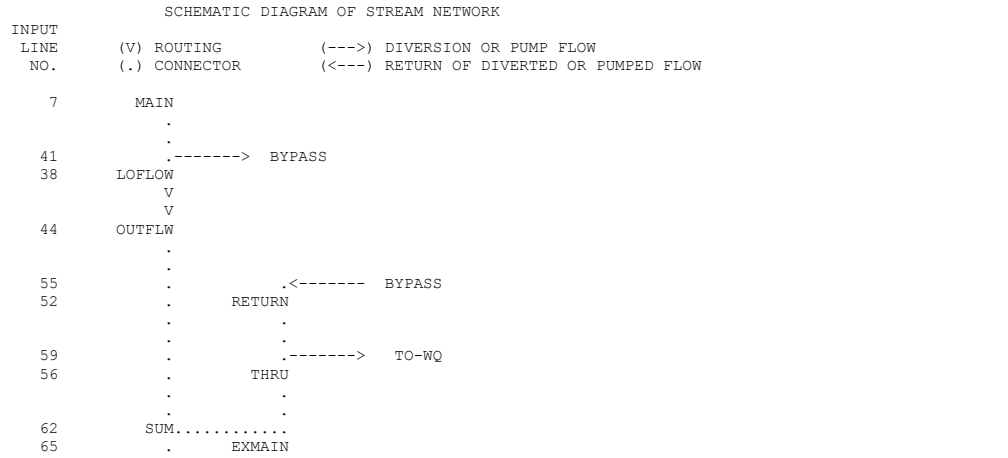 SCHEMATIC DIAGRAM OF STREAM NETWORK
INPUT
LINE (V) ROUTING (--->) DIVERSION OR PUMP FLOW
NO. (.) CONNECTOR (<---) RETURN OF DIVERTED OR PUMPED FLOW
7 MAIN
.
.
41 .-------> BYPASS
38 LOFLOW
V
V
44 OUTFLW
.
.
55 . .<------- BYPASS
52 . RETURN
. .
. .
59 . .-------> TO-WQ
56 . THRU
. .
. .
62 SUM............
65 . EXMAIN